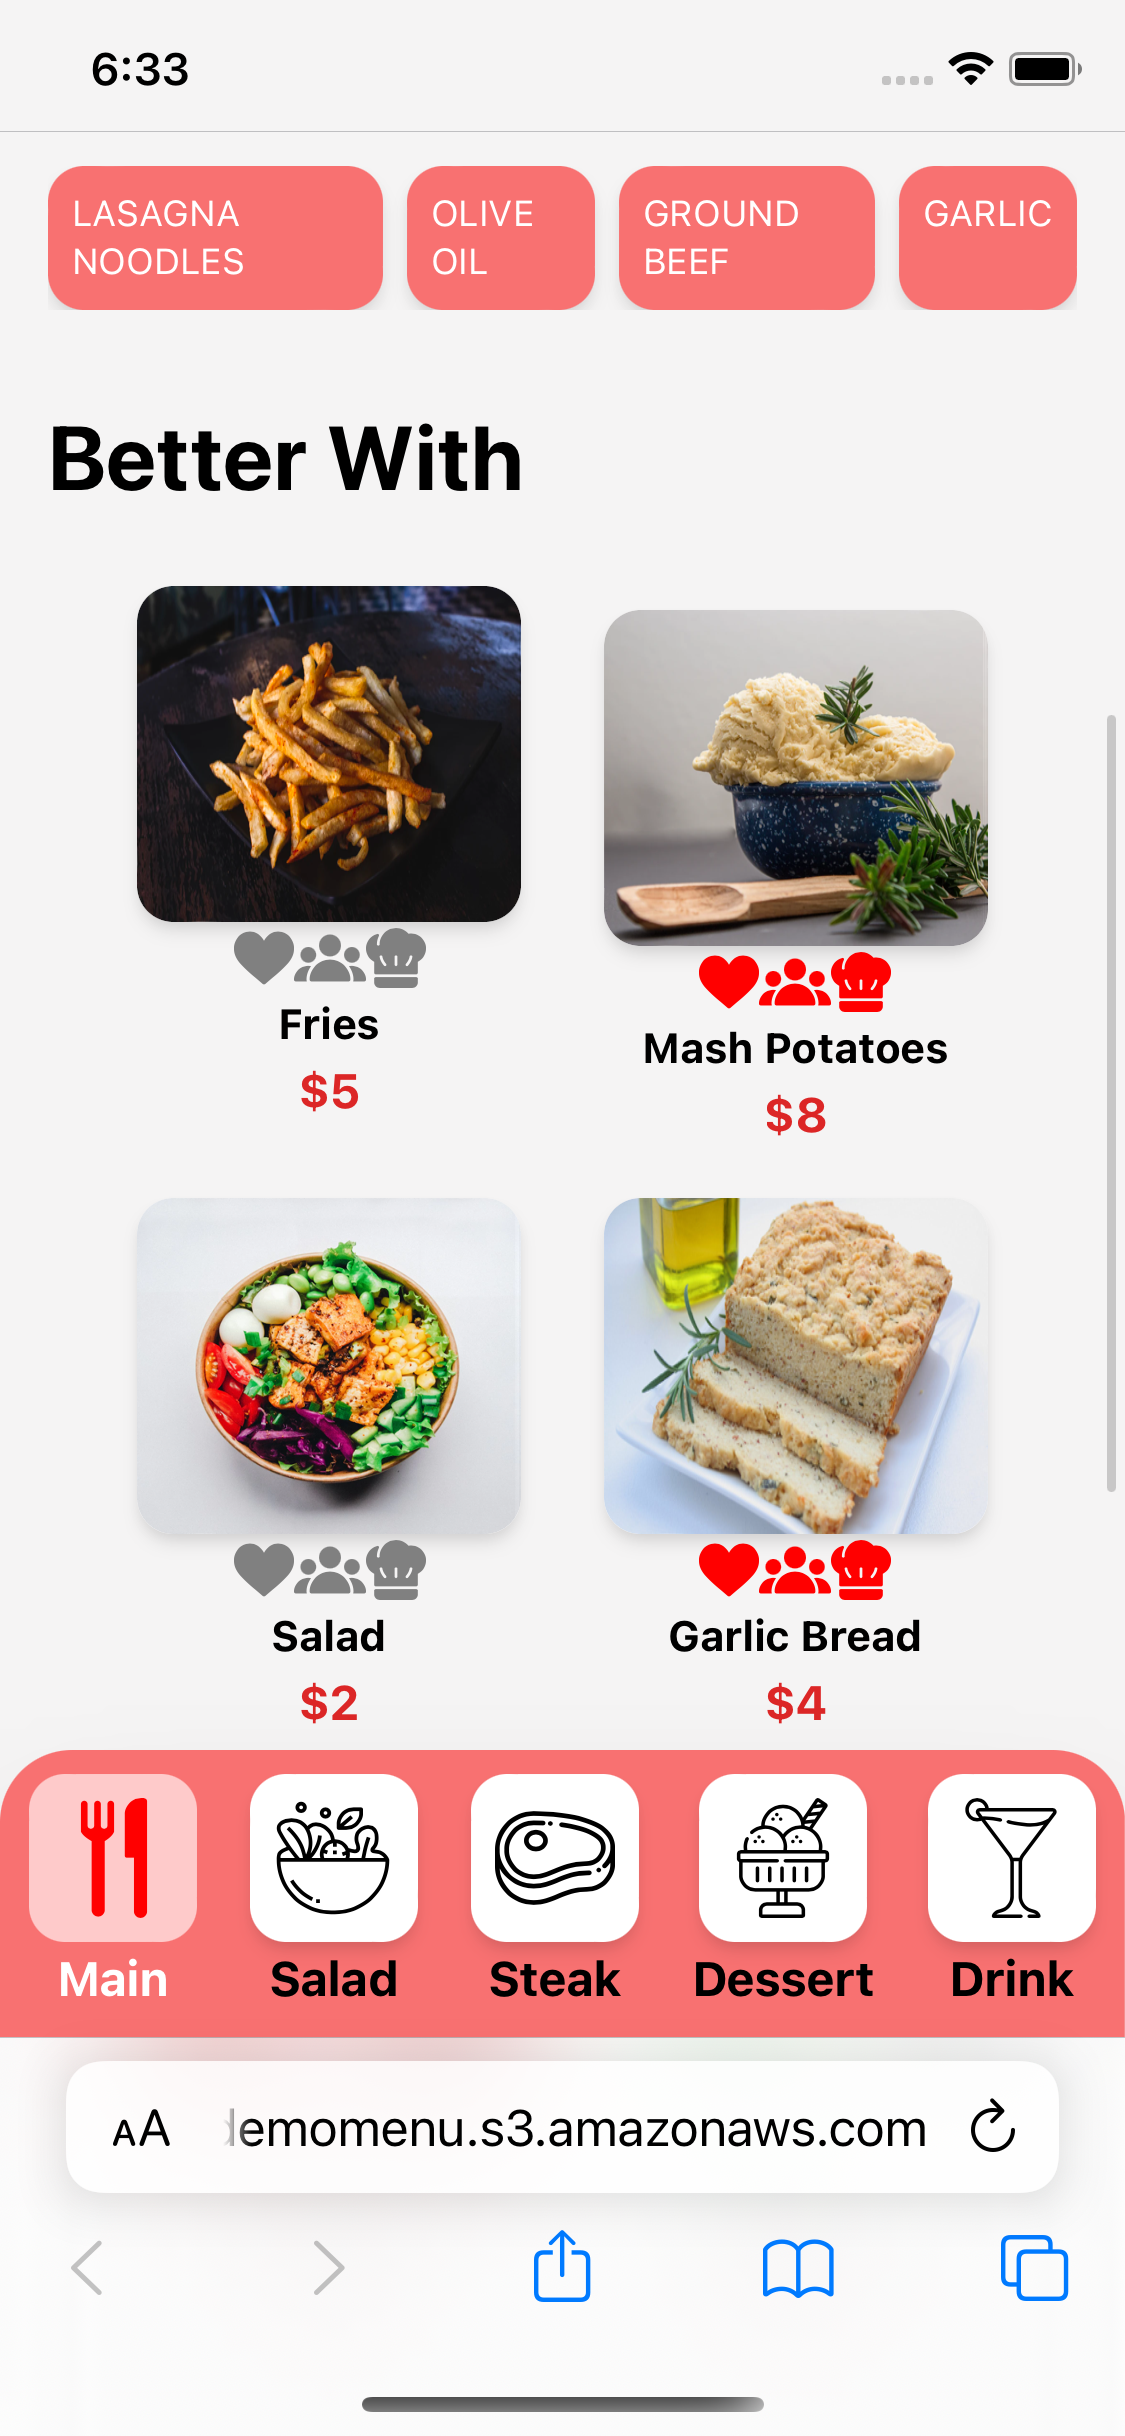 6:33
LASAGNA
NOODLES
OLIVE
OIL
GROUND
BEEF
GARLIC
Better With
Fries
$5
Mash Potatoes
$8
Salad
$2
Garlic Bread
$4
Main
Salad
Steak
Dessert
Drink
AA
emomenu.s3.amazonaws.com